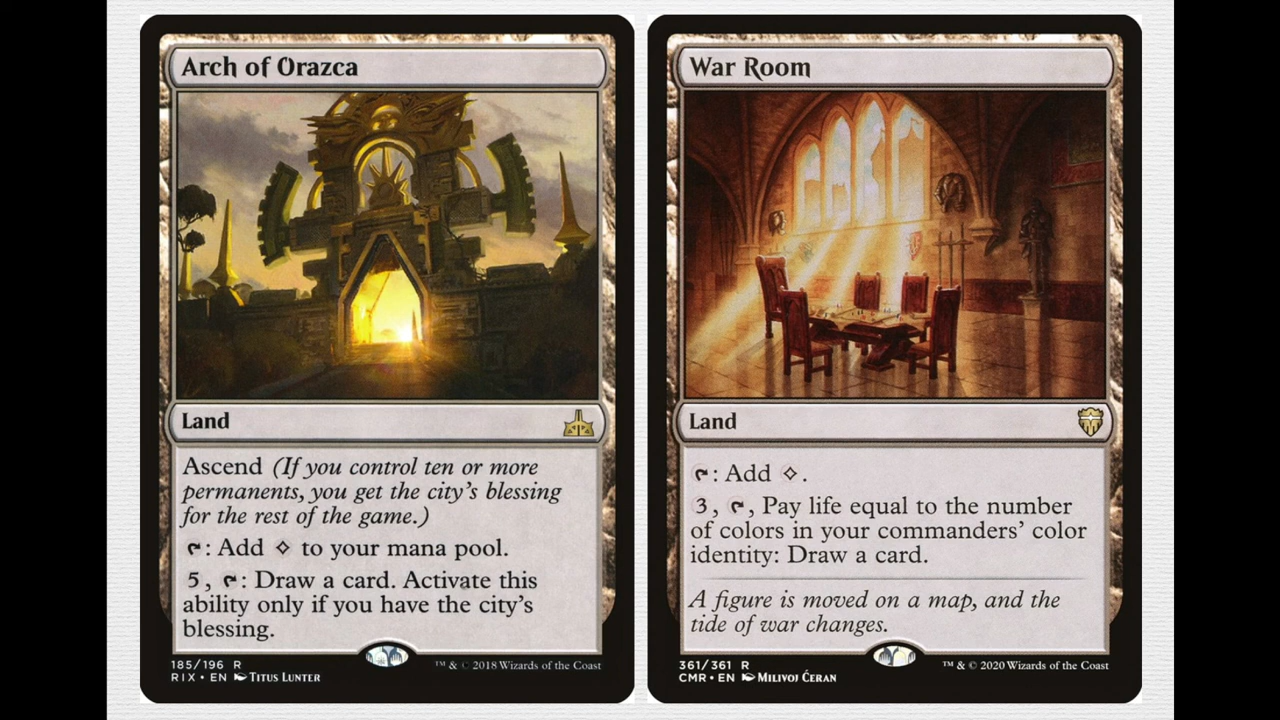 Arch of Orazca
Land
Ascend (If you control ten or more
permanents, you get the city's blessing
for the rest of the game.)
: Add to your mana pool.
5, : Draw a card. Activate this
ability only if you have the city's
blessing.
185/196 R
RIX • EN TITUS LUNTER
™ & © 2018 Wizards of the Coast
War Room
Land
: Add .
3, , Pay life equal to the number
of colors in your commanders' color
identity: Draw a card.
A figure is moved on a map, and the
tide of war changes.
361/361 R
CMR • EN MILIVOJ ĆERAN
™ & © 2020 Wizards of the Coast